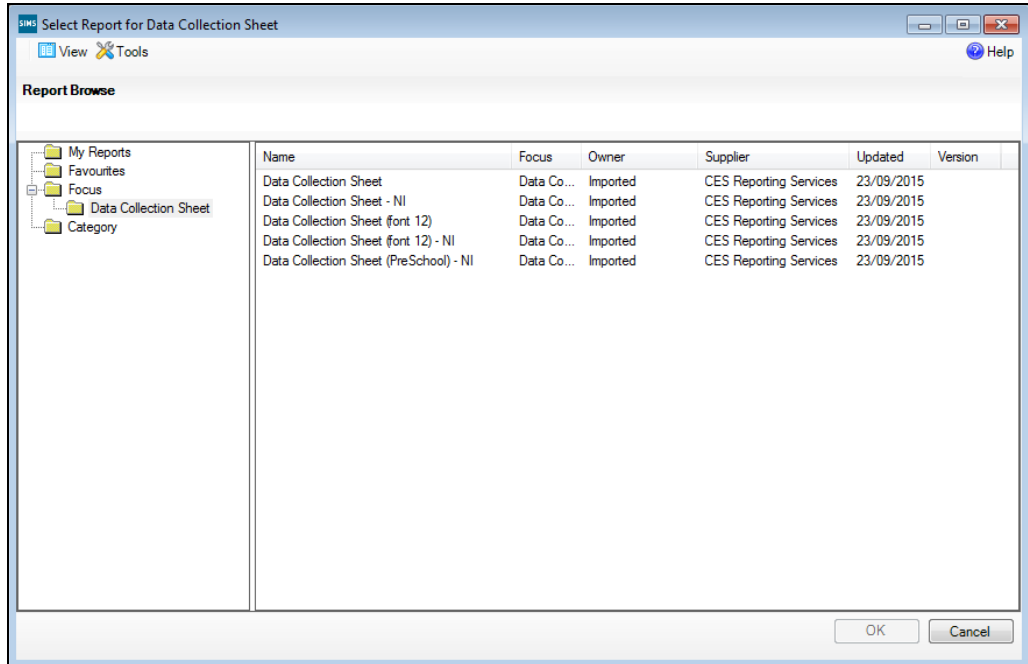 SIMS Select Report for Data Collection Sheet
View Tools Help
Report Browse
My Reports
Favourites
Focus
Data Collection Sheet
Category
Name Focus Owner Supplier Updated Version
Data Collection Sheet Data Co... Imported CES Reporting Services 23/09/2015
Data Collection Sheet - NI Data Co... Imported CES Reporting Services 23/09/2015
Data Collection Sheet (font 12) Data Co... Imported CES Reporting Services 23/09/2015
Data Collection Sheet (font 12) - NI Data Co... Imported CES Reporting Services 23/09/2015
Data Collection Sheet (PreSchool) - NI Data Co... Imported CES Reporting Services 23/09/2015
OK Cancel